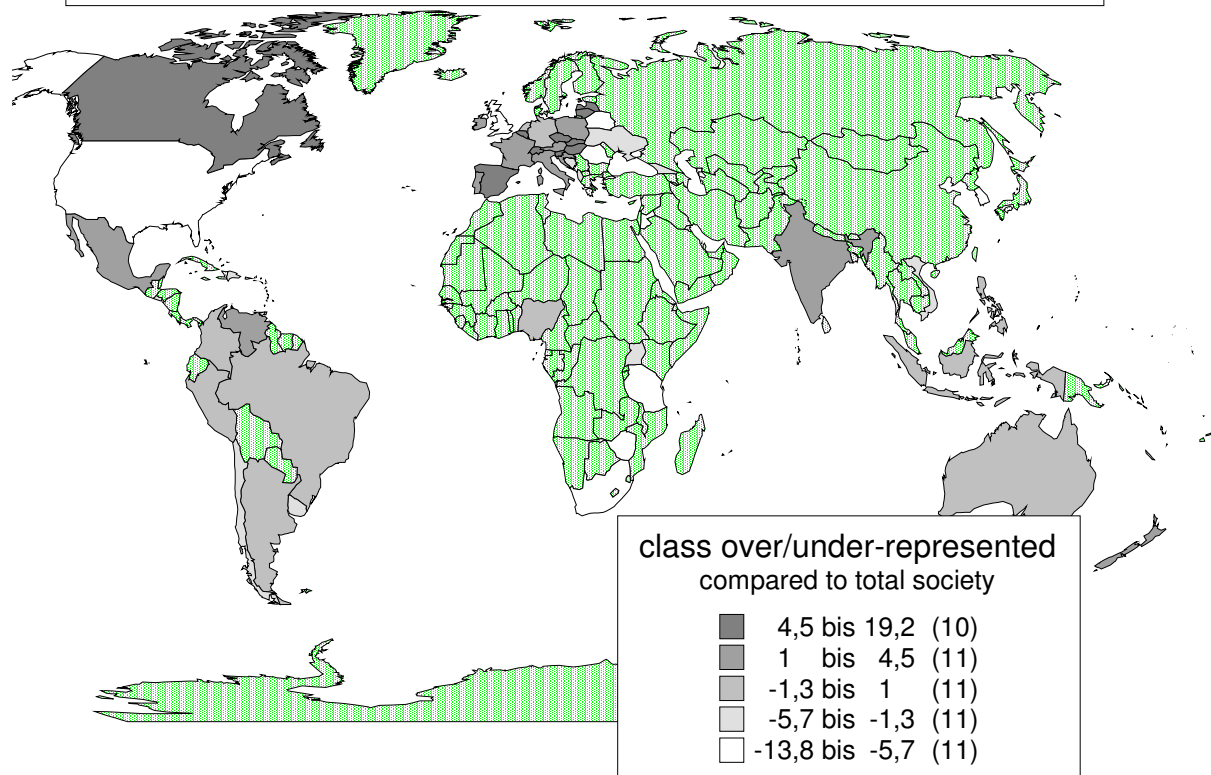 class over/under-represented
compared to total society
4,5 bis 19,2 (10)
1 bis 4,5 (11)
-1,3 bis 1 (11)
-5,7 bis -1,3 (11)
-13,8 bis -5,7 (11)